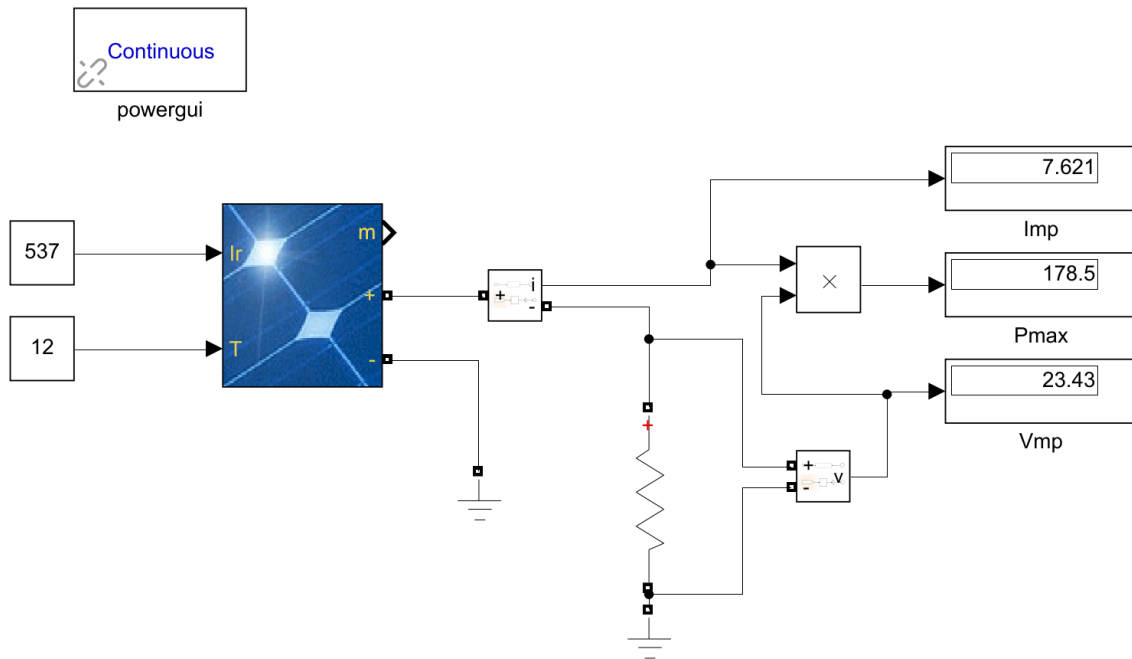 Continuous
powergui
537
12
Ir
T
m
+
-
+
i
-
+
×
+
-
v
7.621
Imp
178.5
Pmax
23.43
Vmp